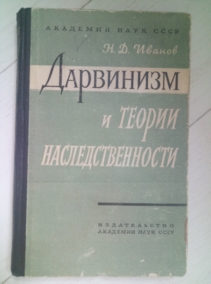 АКАДЕМИЯ НАУК СССР
Н. Д. Иванов
ДАРВИНИЗМ
И ТЕОРИИ
НАСЛЕДСТВЕННОСТИ
ИЗДАТЕЛЬСТВО
АКАДЕМИИ НАУК СССР